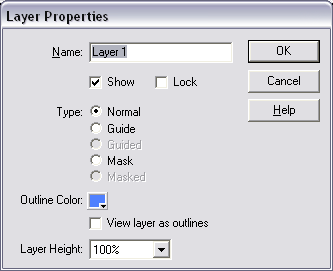 Layer Properties
Name: Layer 1 OK
Show Lock Cancel
Type: Normal Help
Guide
Guided
Mask
Masked
Outline Color:
View layer as outlines
Layer Height: 100%